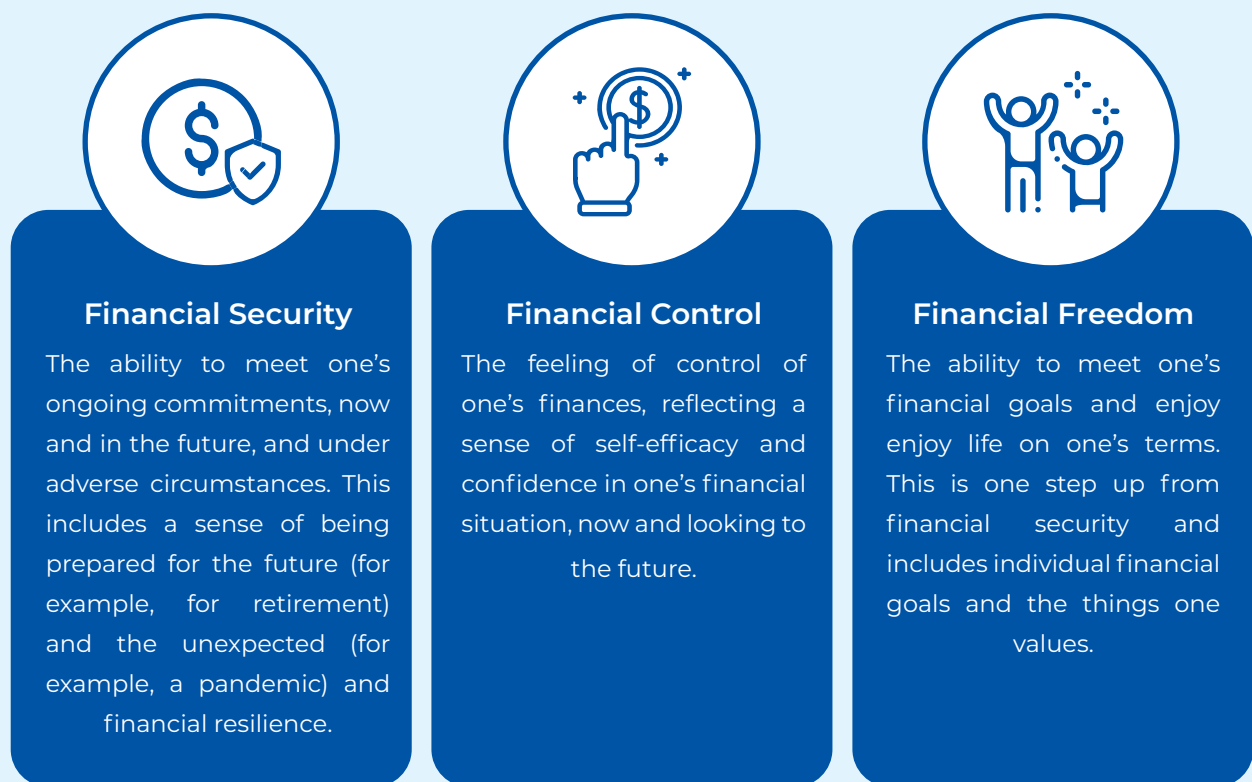 Financial Security
The ability to meet one’s
ongoing commitments, now
and in the future, and under
adverse circumstances. This
includes a sense of being
prepared for the future (for
example, for retirement)
and the unexpected (for
example, a pandemic) and
financial resilience.
Financial Control
The feeling of control of
one’s finances, reflecting a
sense of self-efficacy and
confidence in one’s financial
situation, now and looking to
the future.
Financial Freedom
The ability to meet one’s
financial goals and enjoy
enjoy life on one’s terms.
This is one step up from
financial security and
includes individual financial
goals and the things one
values.